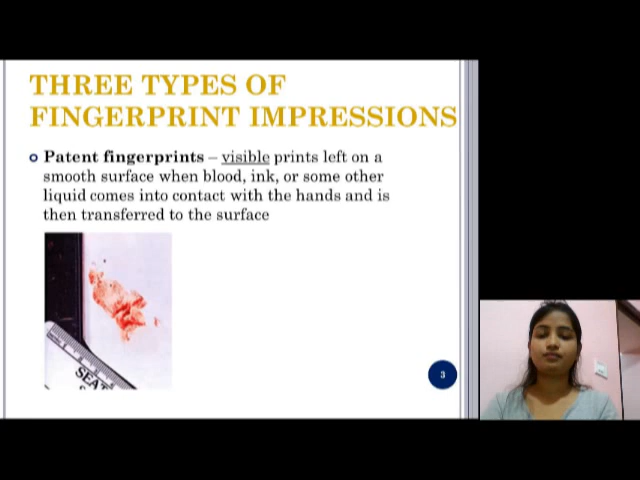 THREE TYPES OF
FINGERPRINT IMPRESSIONS
Patent fingerprints – visible prints left on a
smooth surface when blood, ink, or some other
liquid comes into contact with the hands and is
then transferred to the surface
SEAT
3